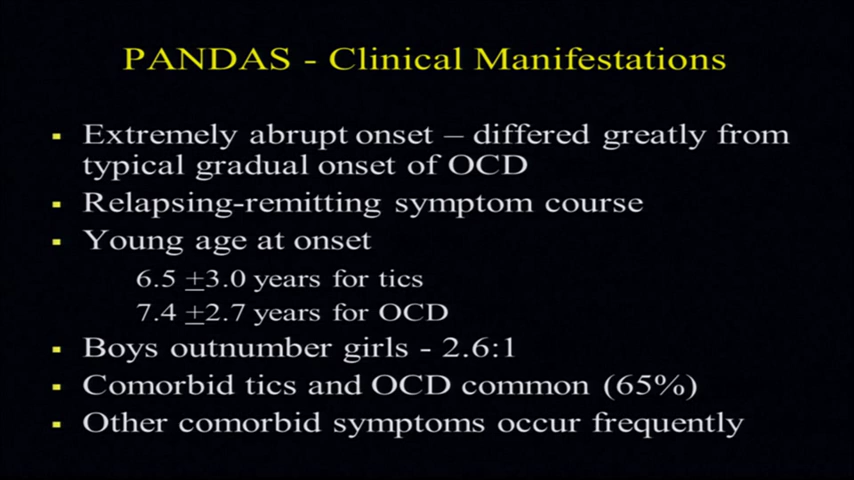 PANDAS - Clinical Manifestations
▪ Extremely abrupt onset – differed greatly from
typical gradual onset of OCD
▪ Relapsing-remitting symptom course
▪ Young age at onset
6.5 ±3.0 years for tics
7.4 ±2.7 years for OCD
▪ Boys outnumber girls - 2.6:1
▪ Comorbid tics and OCD common (65%)
▪ Other comorbid symptoms occur frequently